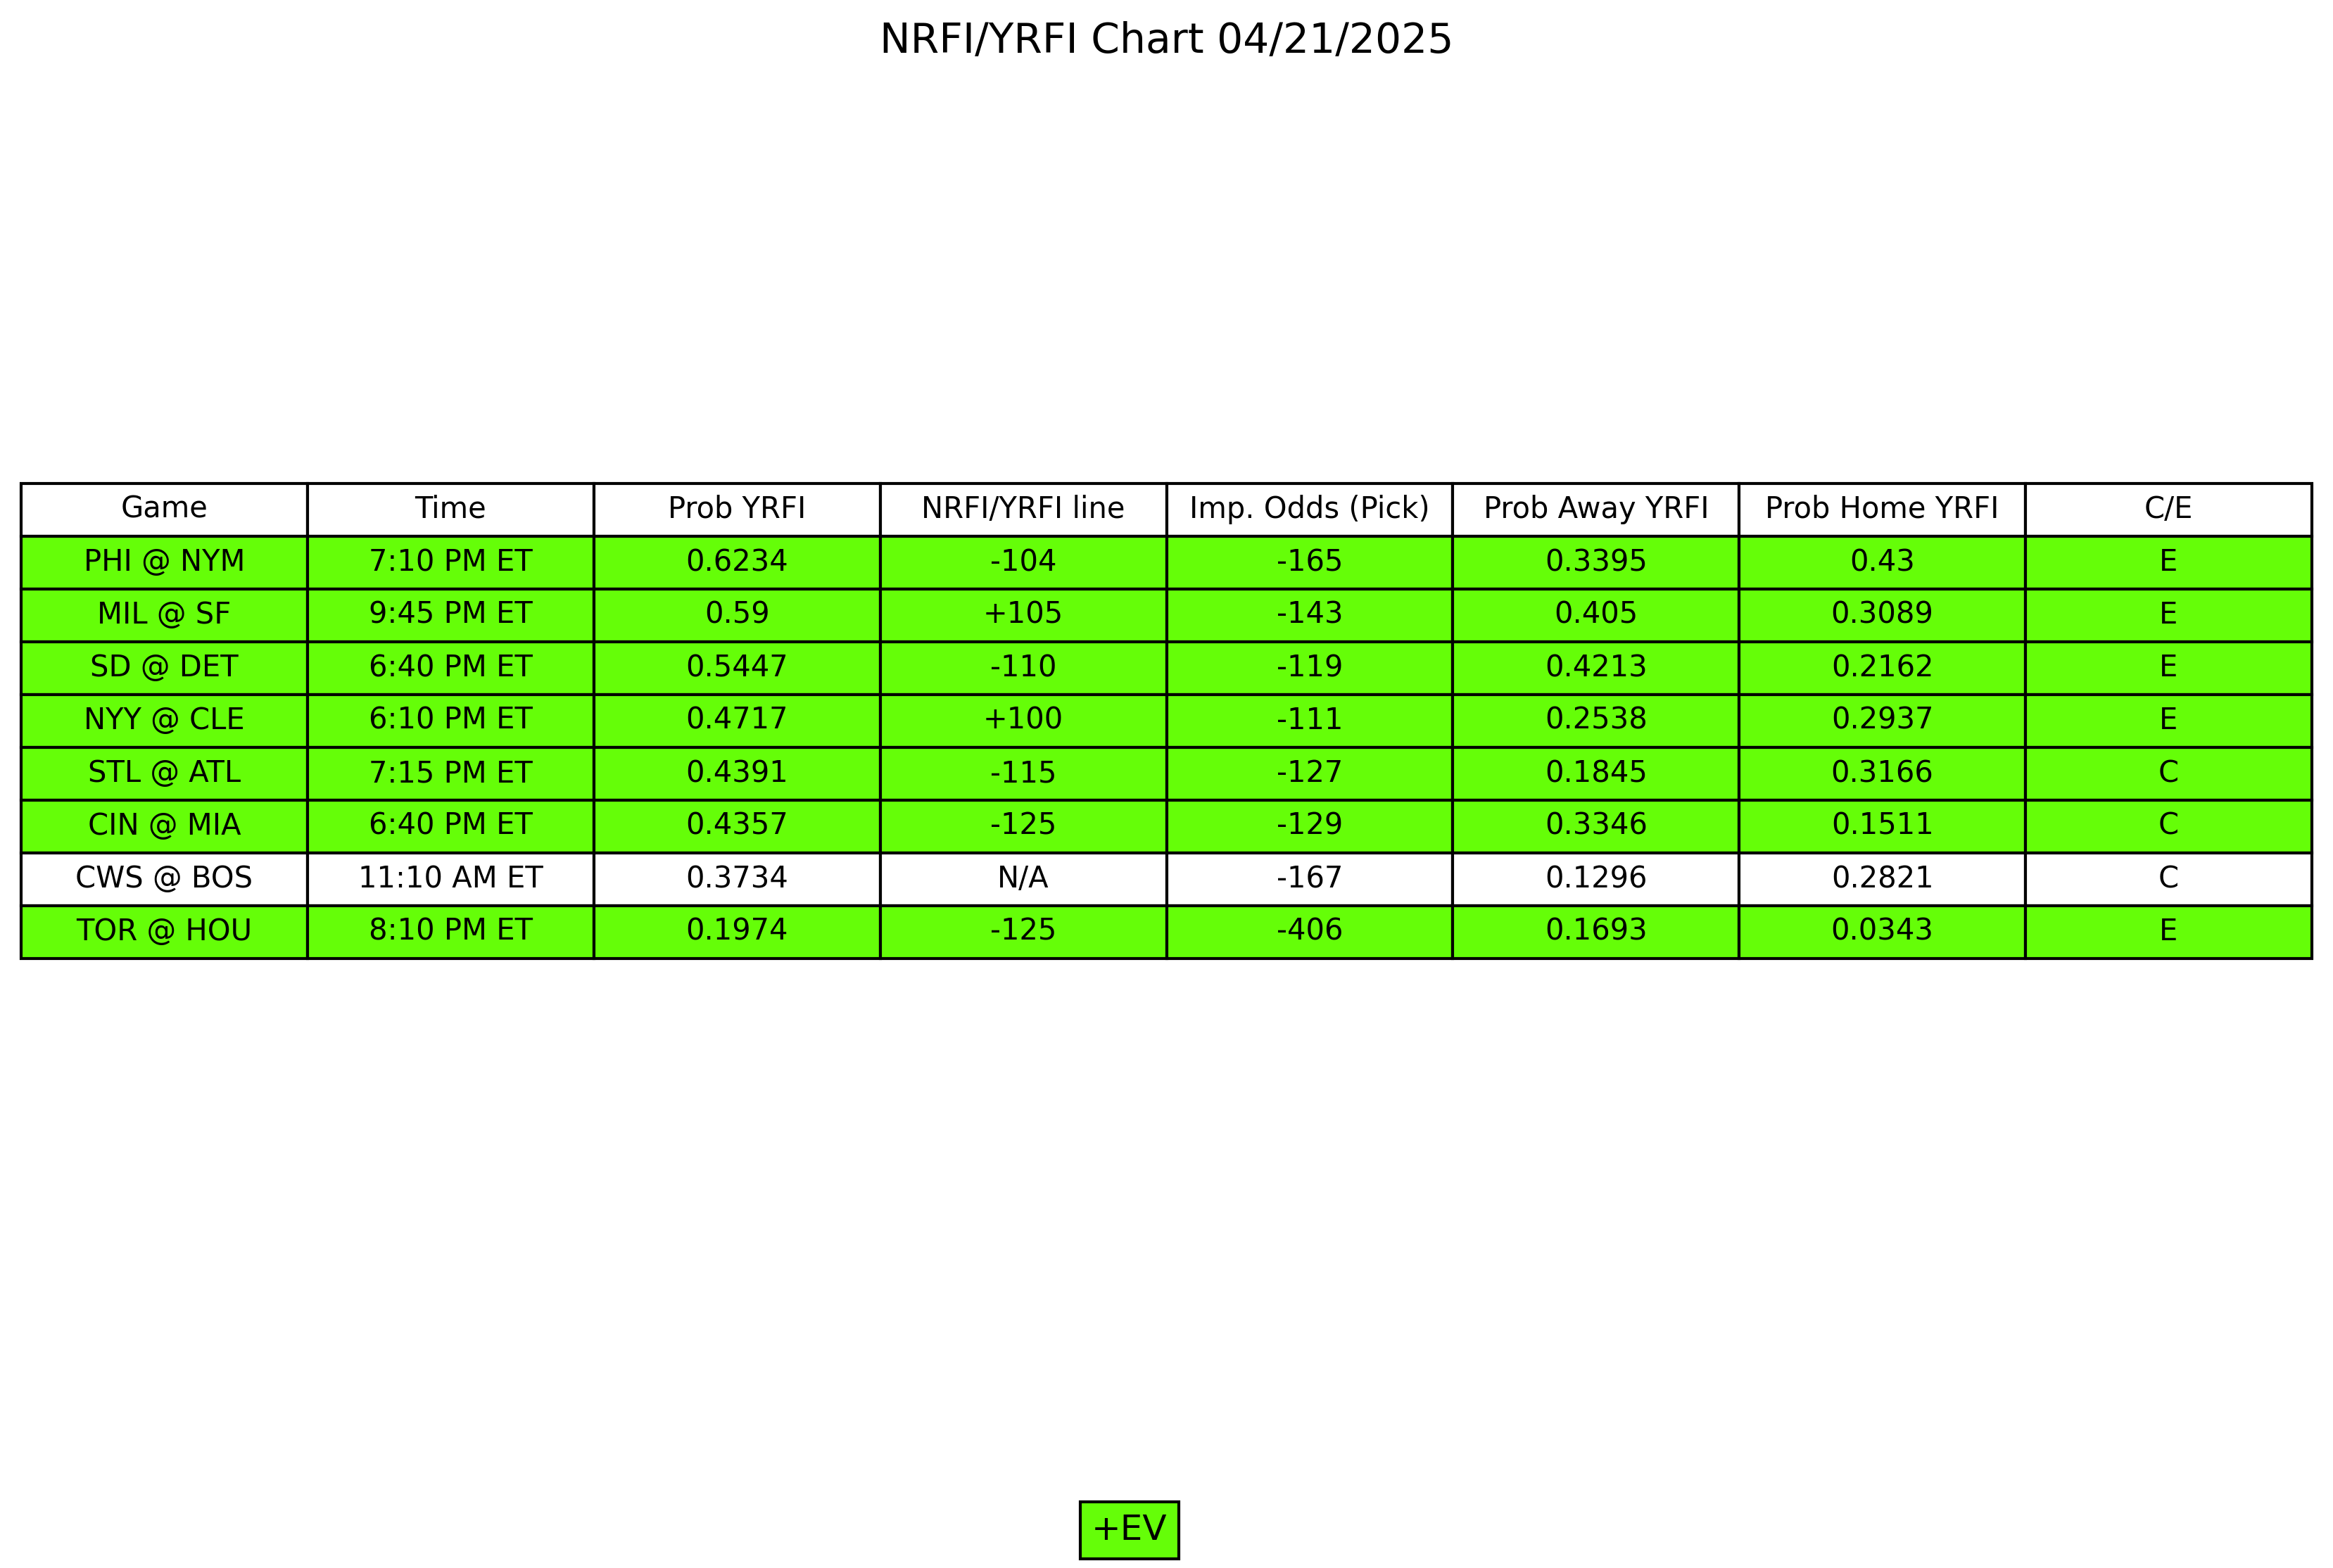 NRFI/YRFI Chart 04/21/2025
Game Time Prob YRFI NRFI/YRFI line Imp. Odds (Pick) Prob Away YRFI Prob Home YRFI C/E
PHI @ NYM 7:10 PM ET 0.6234 -104 -165 0.3395 0.43 E
MIL @ SF 9:45 PM ET 0.59 +105 -143 0.405 0.3089 E
SD @ DET 6:40 PM ET 0.5447 -110 -119 0.4213 0.2162 E
NYY @ CLE 6:10 PM ET 0.4717 +100 -111 0.2538 0.2937 E
STL @ ATL 7:15 PM ET 0.4391 -115 -127 0.1845 0.3166 C
CIN @ MIA 6:40 PM ET 0.4357 -125 -129 0.3346 0.1511 C
CWS @ BOS 11:10 AM ET 0.3734 N/A -167 0.1296 0.2821 C
TOR @ HOU 8:10 PM ET 0.1974 -125 -406 0.1693 0.0343 E
+EV